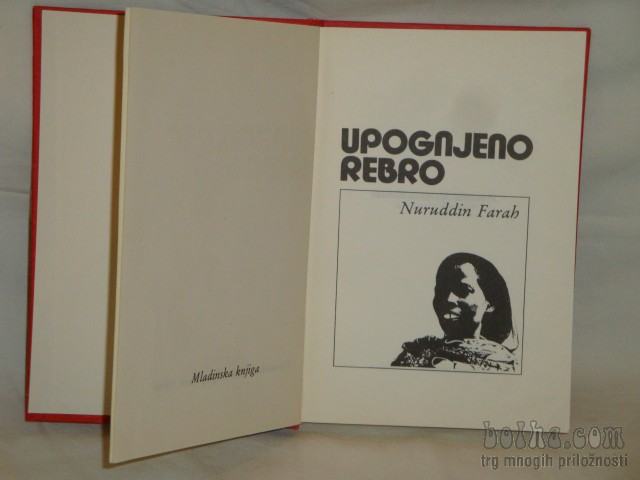 Mladinska knjiga
UPOGNJENO
REBRO
Nuruddin Farah
bolha.com
trg mnogih priložnosti